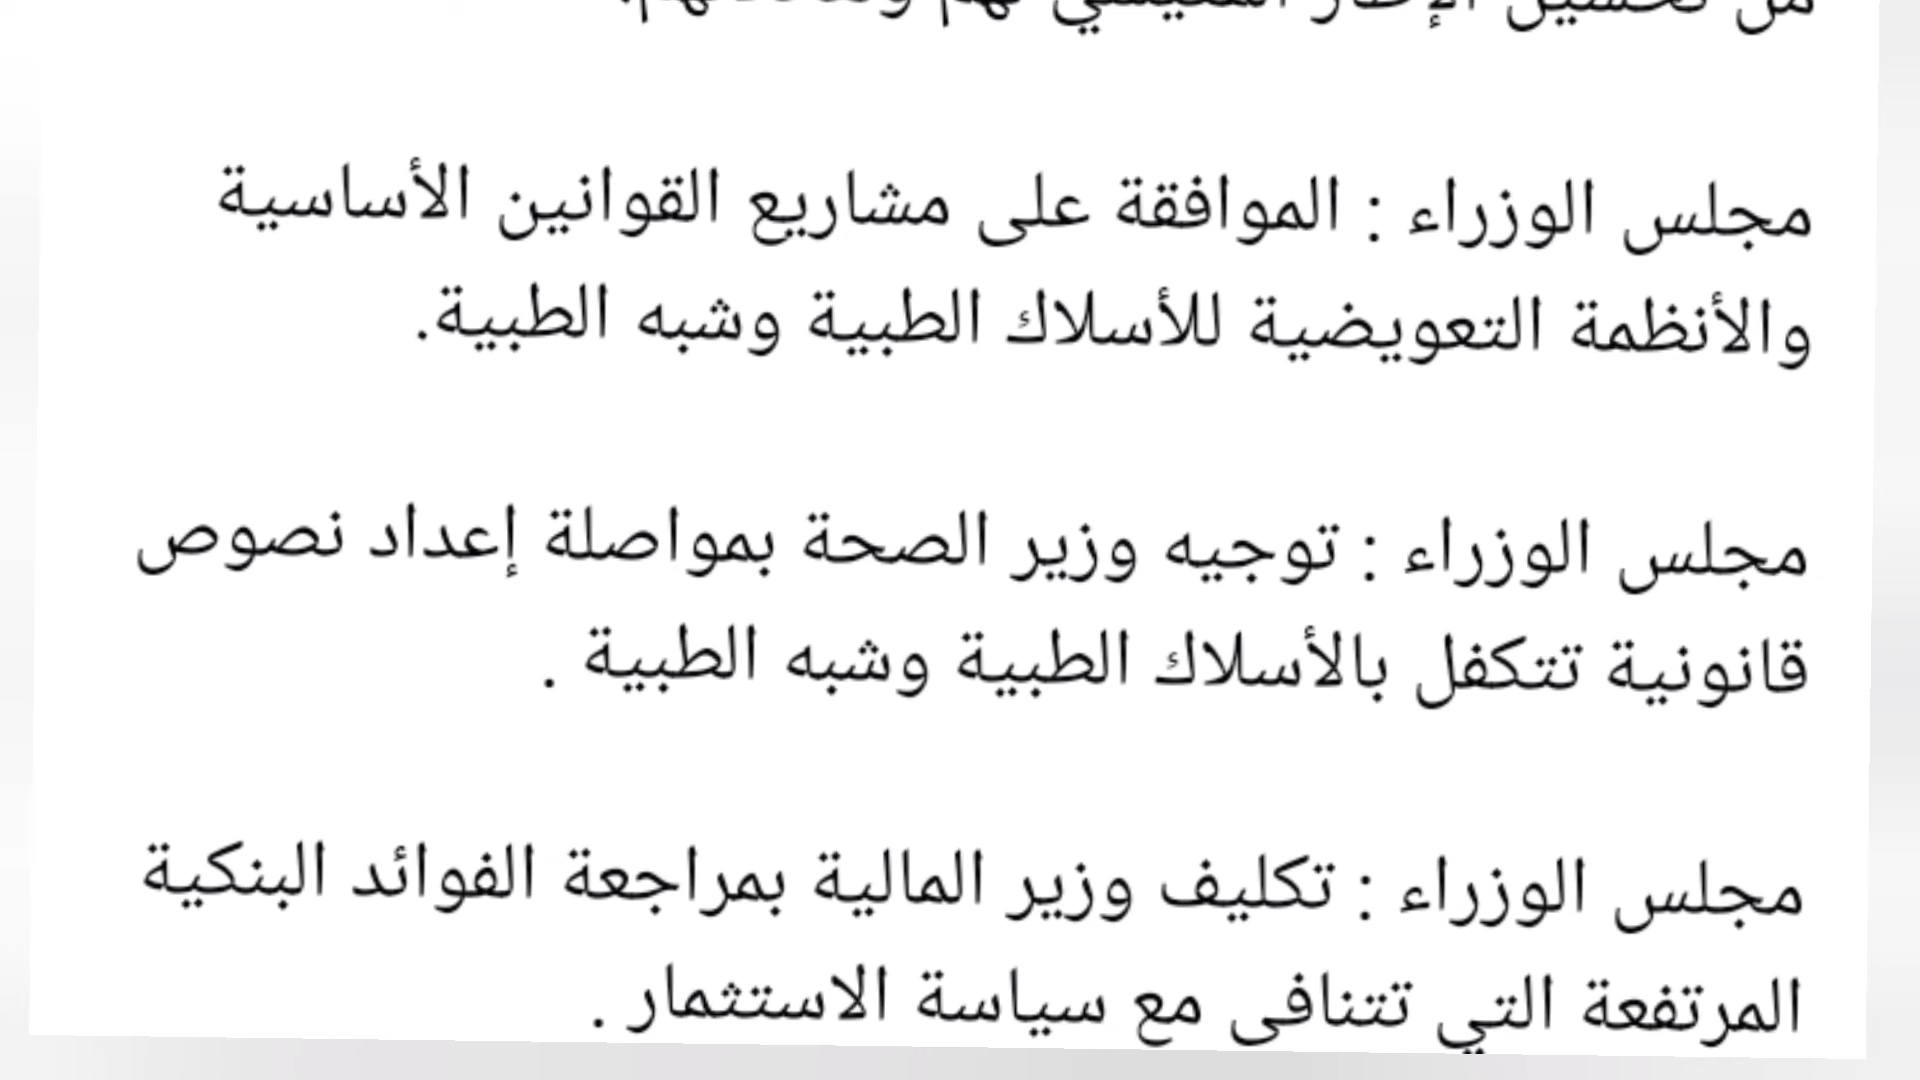 مجلس الوزراء : الموافقة على مشاريع القوانين الأساسية
والأنظمة التعويضية للأسلاك الطبية وشبه الطبية.
مجلس الوزراء : توجيه وزير الصحة بمواصلة إعداد نصوص
قانونية تتكفل بالأسلاك الطبية وشبه الطبية .
مجلس الوزراء : تكليف وزير المالية بمراجعة الفوائد البنكية
المرتفعة التي تتنافى مع سياسة الاستثمار .